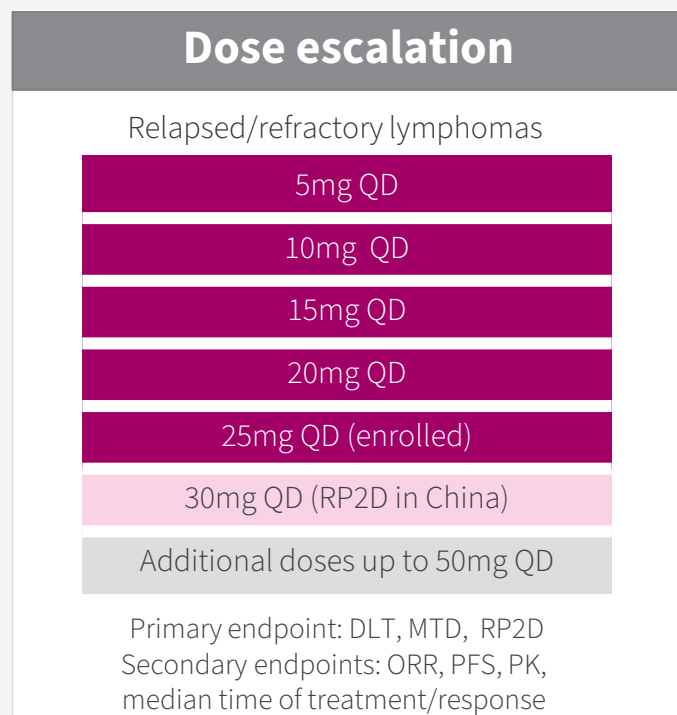 Dose escalation
Relapsed/refractory lymphomas
5mg QD
10mg QD
15mg QD
20mg QD
25mg QD (enrolled)
30mg QD (RP2D in China)
Additional doses up to 50mg QD
Primary endpoint: DLT, MTD, RP2D
Secondary endpoints: ORR, PFS, PK,
median time of treatment/response